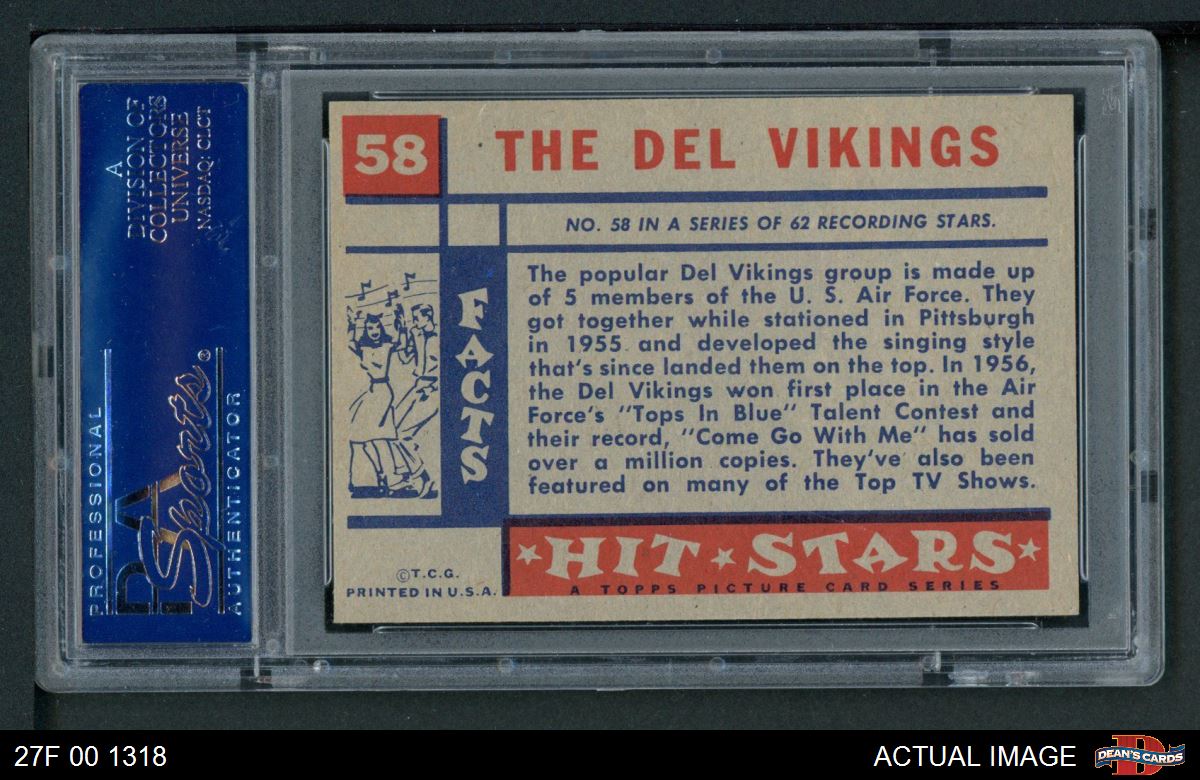 A
DIVISION OF
COLLECTORS
UNIVERSE
NASDAQ: CLCT
PROFESSIONAL
PSA
Sports®
AUTHENTICATOR
58
THE DEL VIKINGS
NO. 58 IN A SERIES OF 62 RECORDING STARS.
FACTS
The popular Del Vikings group is made up
of 5 members of the U. S. Air Force. They
got together while stationed in Pittsburgh
in 1955 and developed the singing style
that's since landed them on the top. In 1956,
the Del Vikings won first place in the Air
Force's "Tops In Blue" Talent Contest and
their record, "Come Go With Me" has sold
over a million copies. They've also been
featured on many of the Top TV Shows.
HIT STARS
A TOPPS PICTURE CARD SERIES
©T.C.G.
PRINTED IN U.S.A.
27F 00 1318
ACTUAL IMAGE
DEAN'S CARDS